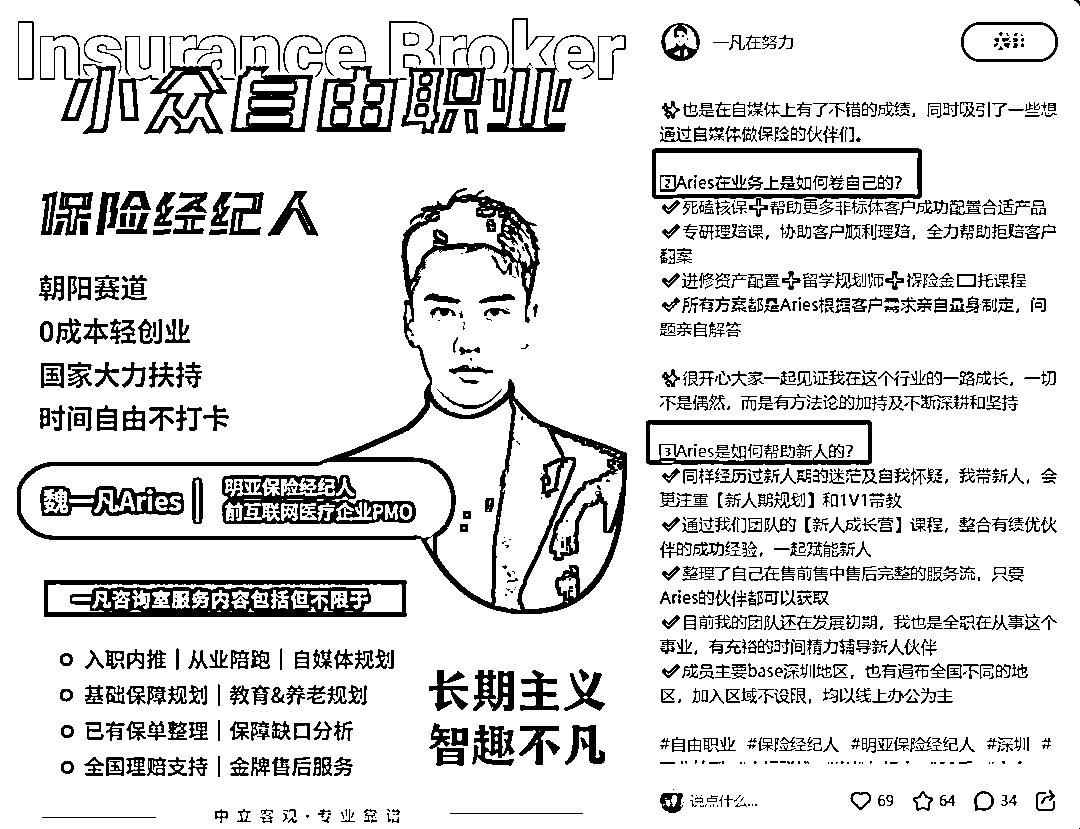 Insurance Broker
小众自由职业
保险经纪人
朝阳赛道
0成本轻创业
国家大力扶持
时间自由不打卡
魏一凡Aries
明亚保险经纪人
前互联网医疗企业PMO
一凡咨询室服务内容包括但不限于
入职内推|从业陪跑|自媒体规划
基础保障规划|教育&养老规划
已有保单整理|保障缺口分析
全国理赔支持|金牌售后服务
长期主义
智趣不凡
中立客观·专业靠谱
一凡在努力
也是在自媒体上有了不错的成绩，同时吸引了一些想
通过自媒体做保险的伙伴们。
2Aries在业务上是如何卷自己的？
✔死磕核保➕帮助更多非标体客户成功配置合适产品
✔专研理赔课，协助客户顺利理赔，全力帮助拒赔客户
翻案
✔进修资产配置➕留学规划师➕保险金托课程
✔所有方案都是Aries根据客户需求亲自量身制定，问
题亲自解答
很开心大家一起见证我在这个行业的一路成长，一切
不是偶然，而是有方法论的加持及不断深耕和坚持
3Aries是如何帮助新人的？
✔同样经历过新人期的迷茫及自我怀疑，我带新人，会
更注重【新人期规划】和1V1带教
✔通过我们团队的【新人成长营】课程，整合有绩优伙
伴的成功经验，一起赋能新人
✔整理了自己在售前售中售后完整的服务流，只要
Aries的伙伴都可以获取
✔目前我的团队还在发展初期，我也是全职在从事这个
事业，有充裕的时间精力辅导新人伙伴
✔成员主要base深圳地区，也有遍布全国不同的地
区，加入区域不设限，均以线上办公为主
#自由职业 #保险经纪人 #明亚保险经纪人 #深圳 #
说点什么...
69
64
34